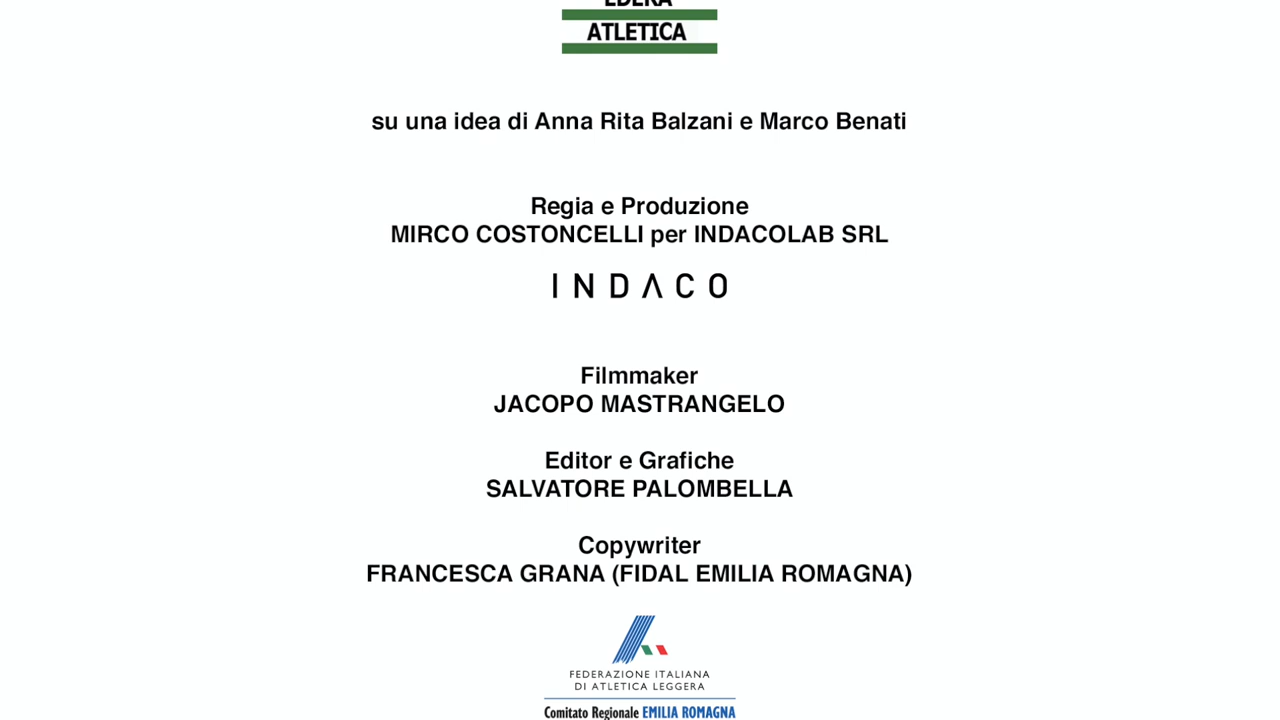 EDERA
ATLETICA
su una idea di Anna Rita Balzani e Marco Benati
Regia e Produzione
MIRCO COSTONCELLI per INDACOLAB SRL
INDACO
Filmmaker
JACOPO MASTRANGELO
Editor e Grafiche
SALVATORE PALOMBELLA
Copywriter
FRANCESCA GRANA (FIDAL EMILIA ROMAGNA)
FEDERAZIONE ITALIANA
DI ATLETICA LEGGERA
Comitato Regionale EMILIA ROMAGNA